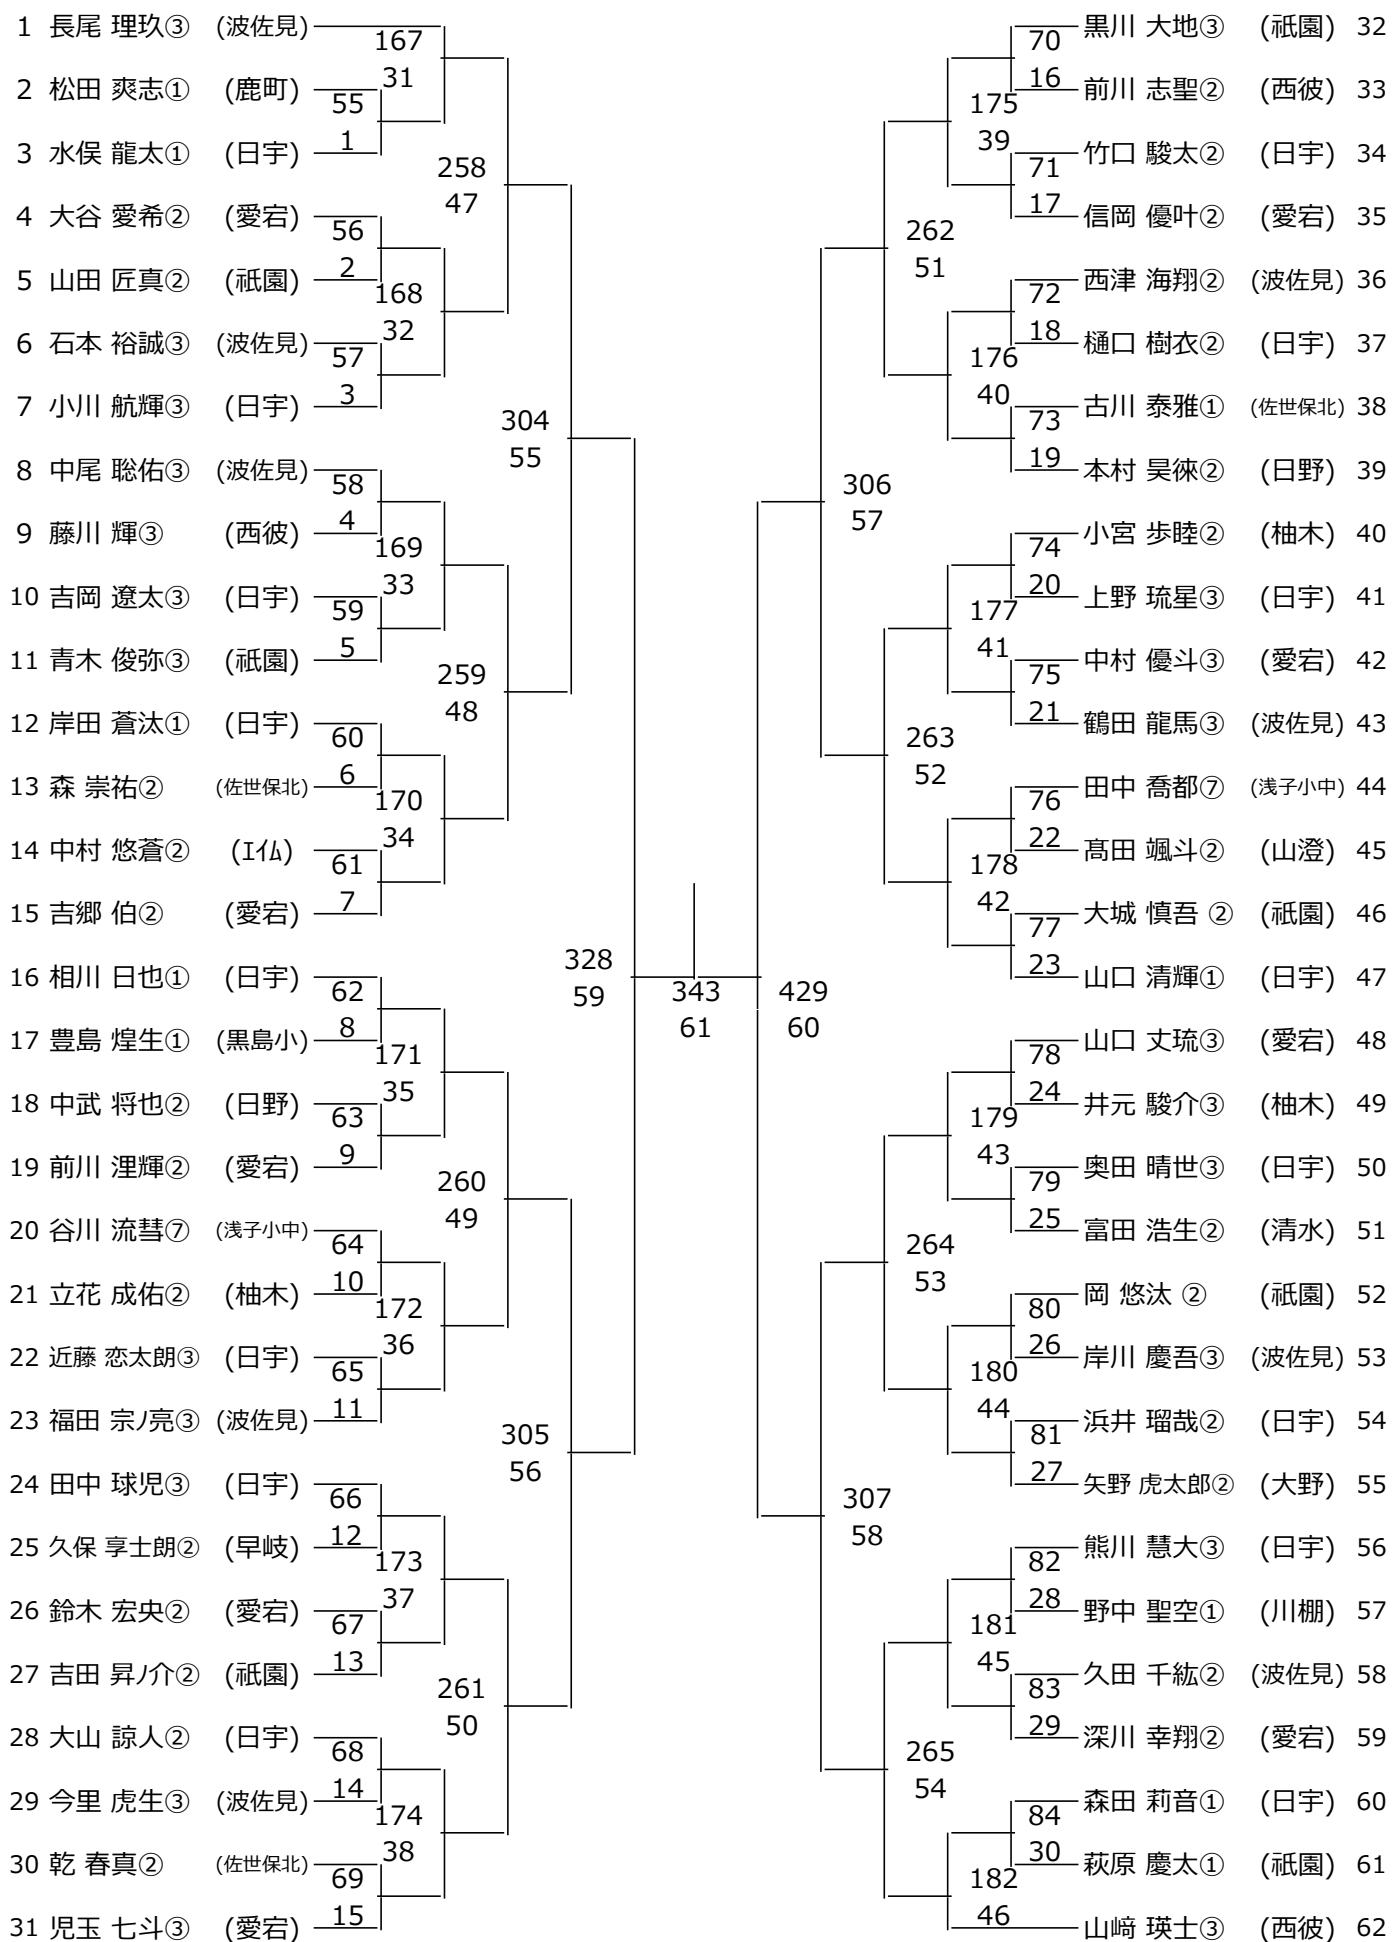 1 長尾 理玖③ (波佐見)
167
31
2 松田 爽志① (鹿町)
55
1
3 水俣 龍太① (日宇)
258
47
4 大谷 愛希② (愛宕)
56
2
5 山田 匠真② (祇園)
168
32
6 石本 裕誠③ (波佐見)
57
3
7 小川 航輝③ (日宇)
304
55
8 中尾 聡佑③ (波佐見)
58
4
9 藤川 輝③ (西彼)
169
33
10 吉岡 遼太③ (日宇)
59
5
11 青木 俊弥③ (祇園)
259
48
12 岸田 蒼汰① (日宇)
60
6
13 森 崇祐② (佐世保北)
170
34
14 中村 悠蒼② (エイム)
61
7
15 吉郷 伯② (愛宕)
328
59
16 相川 日也① (日宇)
62
8
17 豊島 煌生① (黒島小)
171
35
18 中武 将也② (日野)
63
9
19 前川 浬輝② (愛宕)
260
49
20 谷川 流彗⑦ (浅子小中)
64
10
21 立花 成佑② (柚木)
172
36
22 近藤 恋太朗③ (日宇)
65
11
23 福田 宗ノ亮③ (波佐見)
305
56
24 田中 球児③ (日宇)
66
12
25 久保 享士朗② (早岐)
173
37
26 鈴木 宏央② (愛宕)
67
13
27 吉田 昇ノ介② (祇園)
261
50
28 大山 諒人② (日宇)
68
14
29 今里 虎生③ (波佐見)
174
38
30 乾 春真② (佐世保北)
69
15
31 児玉 七斗③ (愛宕)
343
61
429
60
黒川 大地③ (祇園) 32
70
16
前川 志聖② (西彼) 33
175
39
竹口 駿太② (日宇) 34
71
17
信岡 優叶② (愛宕) 35
262
51
西津 海翔② (波佐見) 36
72
18
樋口 樹衣② (日宇) 37
176
40
古川 泰雅① (佐世保北) 38
73
19
本村 昊徠② (日野) 39
306
57
小宮 歩睦② (柚木) 40
74
20
上野 琉星③ (日宇) 41
177
41
中村 優斗③ (愛宕) 42
75
21
鶴田 龍馬③ (波佐見) 43
263
52
田中 喬都⑦ (浅子小中) 44
76
22
髙田 颯斗② (山澄) 45
178
42
大城 慎吾 ② (祇園) 46
77
23
山口 清輝① (日宇) 47
山口 丈琉③ (愛宕) 48
78
24
井元 駿介③ (柚木) 49
179
43
奥田 晴世③ (日宇) 50
79
25
富田 浩生② (清水) 51
264
53
岡 悠汰 ② (祇園) 52
80
26
岸川 慶吾③ (波佐見) 53
180
44
浜井 瑠哉② (日宇) 54
81
27
矢野 虎太郎② (大野) 55
307
58
熊川 慧大③ (日宇) 56
82
28
野中 聖空① (川棚) 57
181
45
久田 千紘② (波佐見) 58
83
29
深川 幸翔② (愛宕) 59
265
54
森田 莉音① (日宇) 60
84
30
萩原 慶太① (祇園) 61
182
46
山﨑 瑛士③ (西彼) 62